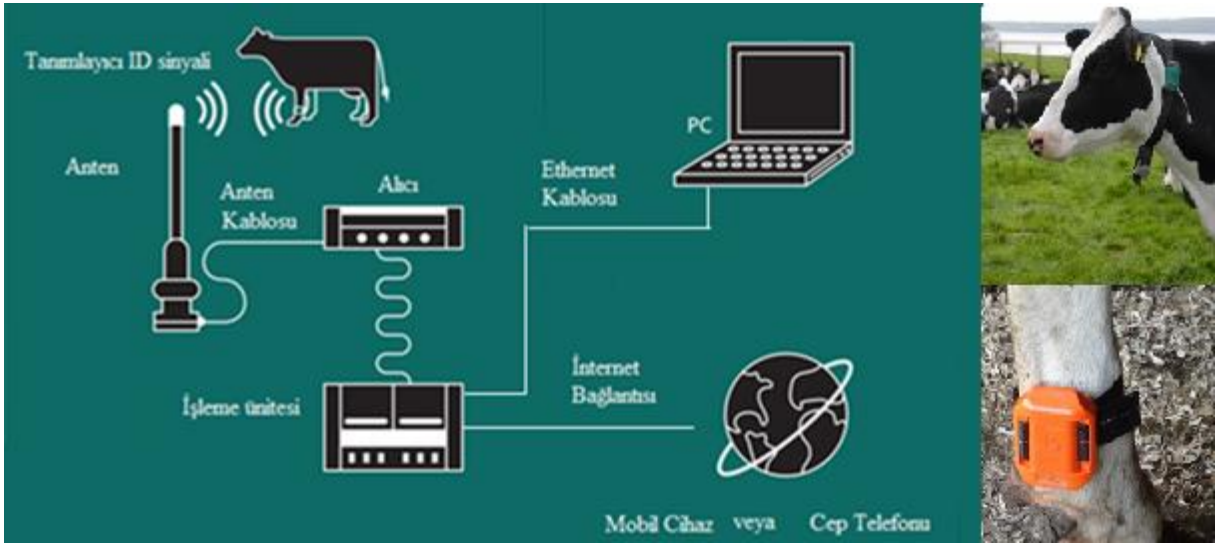 Tanımlayıcı ID sinyali
Anten
Anten
Kablosu
Alıcı
PC
Ethernet
Kablosu
İşleme ünitesi
İnternet
Bağlantısı
Mobil Cihaz veya Cep Telefonu